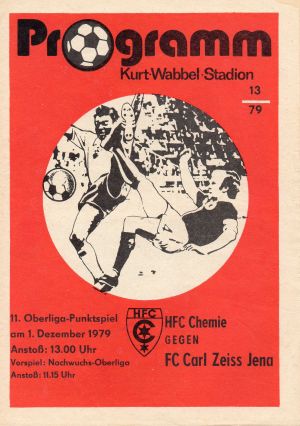 Programm
Kurt-Wabbel-Stadion
13
79
11. Oberliga-Punktspiel
am 1. Dezember 1979
Anstoß: 13.00 Uhr
Vorspiel: Nachwuchs-Oberliga
Anstoß: 11.15 Uhr
HFC
HFC Chemie
GEGEN
FC Carl Zeiss Jena